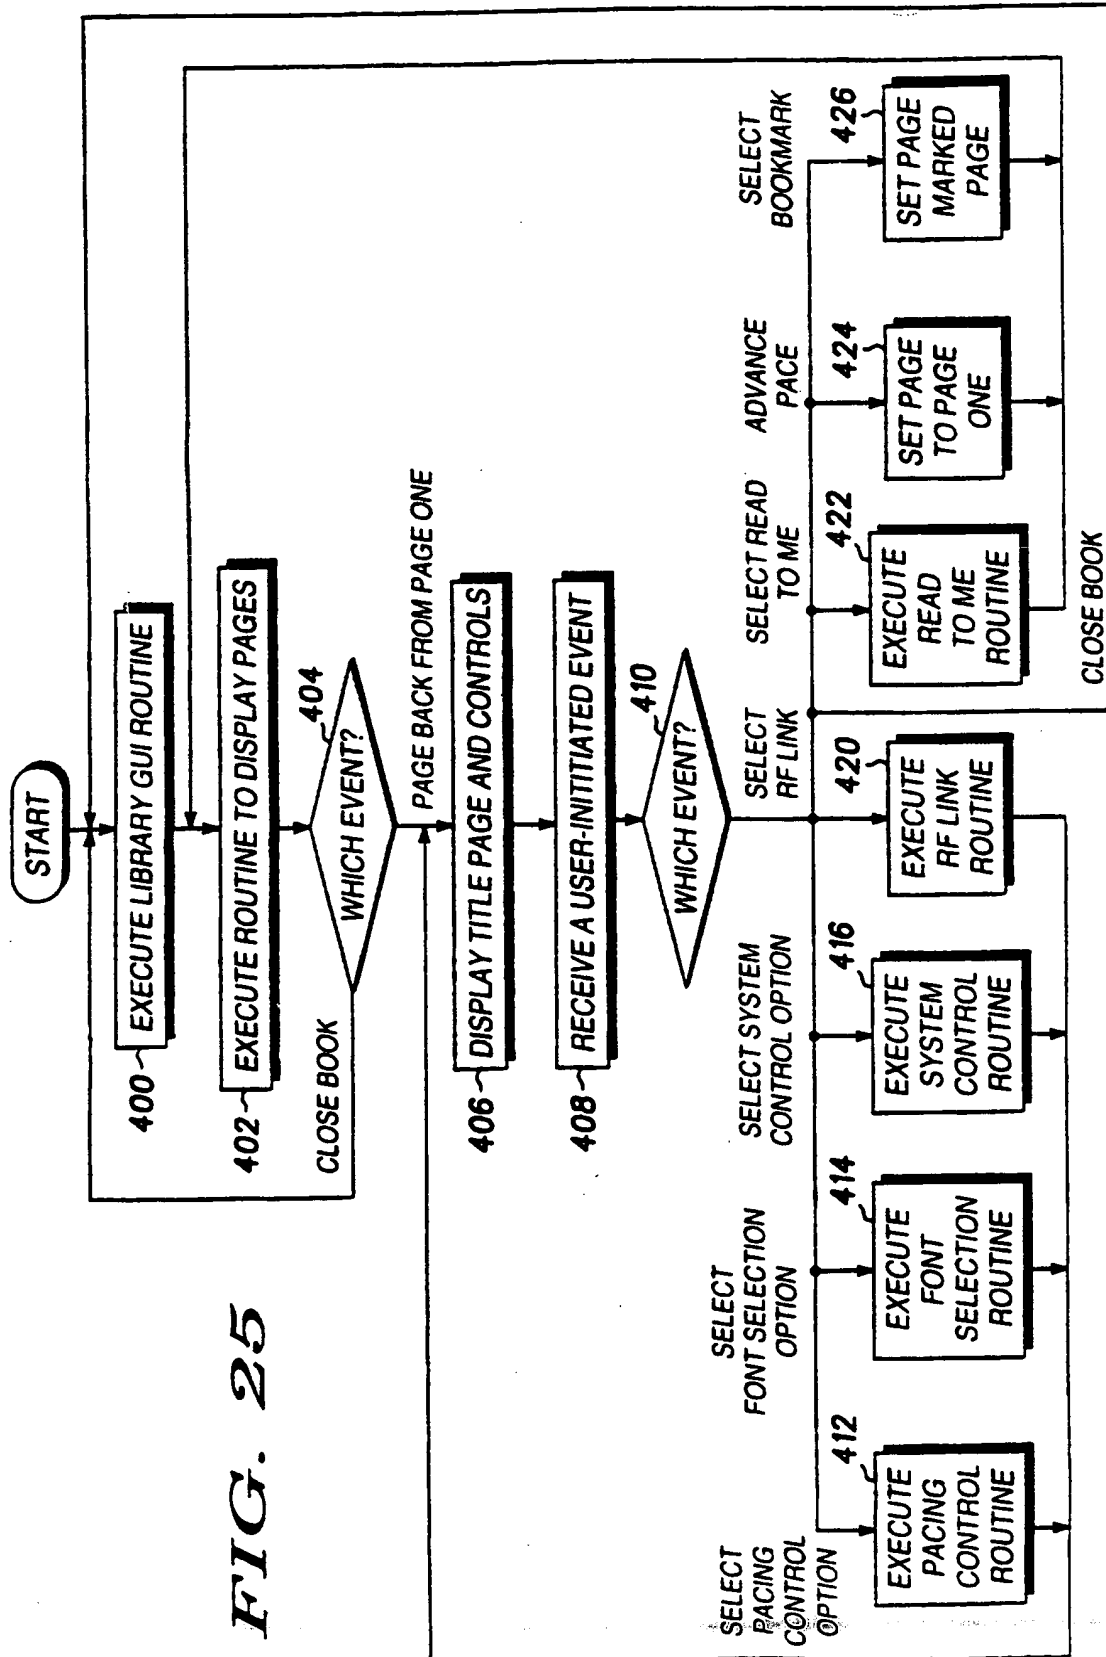 START
EXECUTE LIBRARY GUI ROUTINE
400
EXECUTE ROUTINE TO DISPLAY PAGES
402
WHICH EVENT?
404
CLOSE BOOK
PAGE BACK FROM PAGE ONE
DISPLAY TITLE PAGE AND CONTROLS
406
RECEIVE A USER-INITITIATED EVENT
408
WHICH EVENT?
410
SELECT
PACING
CONTROL
OPTION
412
EXECUTE
PACING
CONTROL
ROUTINE
SELECT
FONT SELECTION
OPTION
414
EXECUTE
FONT
SELECTION
ROUTINE
SELECT SYSTEM
CONTROL OPTION
416
EXECUTE
SYSTEM
CONTROL
ROUTINE
SELECT
RF LINK
420
EXECUTE
RF LINK
ROUTINE
SELECT READ
TO ME
422
EXECUTE
READ
TO ME
ROUTINE
ADVANCE
PACE
424
SET PAGE
TO PAGE
ONE
SELECT
BOOKMARK
426
SET PAGE
MARKED
PAGE
CLOSE BOOK
FIG. 25